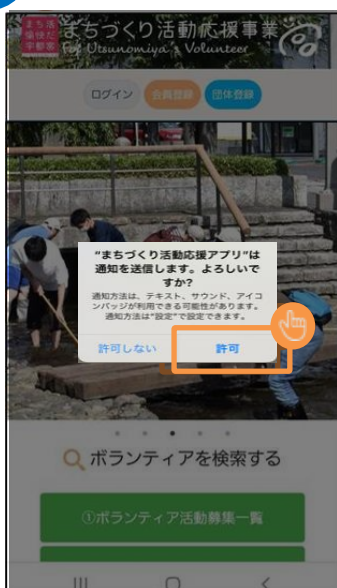 まち活
愉快だ
宇都宮
まちづくり活動応援事業
For Utsunomiya's Volunteer
ログイン
会員登録
団体登録
"まちづくり活動応援アプリ"は
通知を送信します。よろしいで
すか?
通知方法は、テキスト、サウンド、アイコ
ンバッジが利用できる可能性があります。
通知方法は"設定"で設定できます。
許可しない
許可
ボランティアを検索する
①ボランティア活動募集一覧